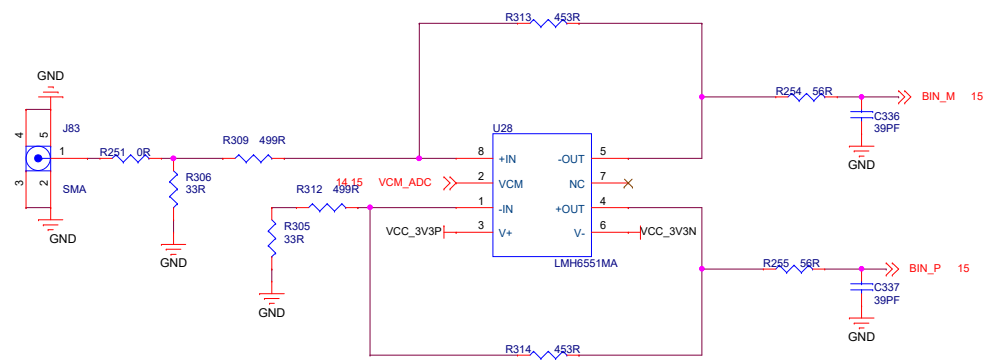 R313 453R
GND
J83
4 5
1
3 2
SMA
GND
R251 0R
R306
33R
GND
R309 499R
R312 499R
R305
33R
GND
14,15 VCM_ADC
VCC_3V3P
U28
8 +IN -OUT 5
2 VCM NC 7
1 -IN +OUT 4
3 V+ V- 6
LMH6551MA
VCC_3V3N
R254 56R
BIN_M 15
C336
39PF
GND
R255 56R
BIN_P 15
C337
39PF
GND
R314 453R